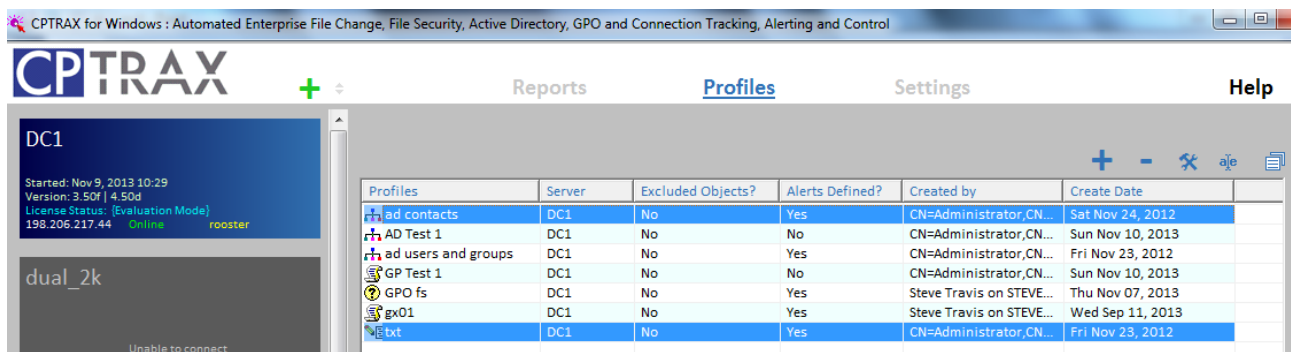 CPTRAX for Windows : Automated Enterprise File Change, File Security, Active Directory, GPO and Connection Tracking, Alerting and Control
CPTRAX
Reports Profiles Settings Help
DC1
Started: Nov 9, 2013 10:29
Version: 3.50f | 4.50d
License Status: {Evaluation Mode}
198.206.217.44 Online rooster
dual_2k
Unable to connect
a|e
Profiles Server Excluded Objects? Alerts Defined? Created by Create Date
ad contacts DC1 No Yes CN=Administrator,CN... Sat Nov 24, 2012
AD Test 1 DC1 No No CN=Administrator,CN... Sun Nov 10, 2013
ad users and groups DC1 No Yes CN=Administrator,CN... Fri Nov 23, 2012
GP Test 1 DC1 No No CN=Administrator,CN... Sun Nov 10, 2013
GPO fs DC1 No Yes Steve Travis on STEVE... Thu Nov 07, 2013
gx01 DC1 No Yes Steve Travis on STEVE... Wed Sep 11, 2013
txt DC1 No Yes CN=Administrator,CN... Fri Nov 23, 2012